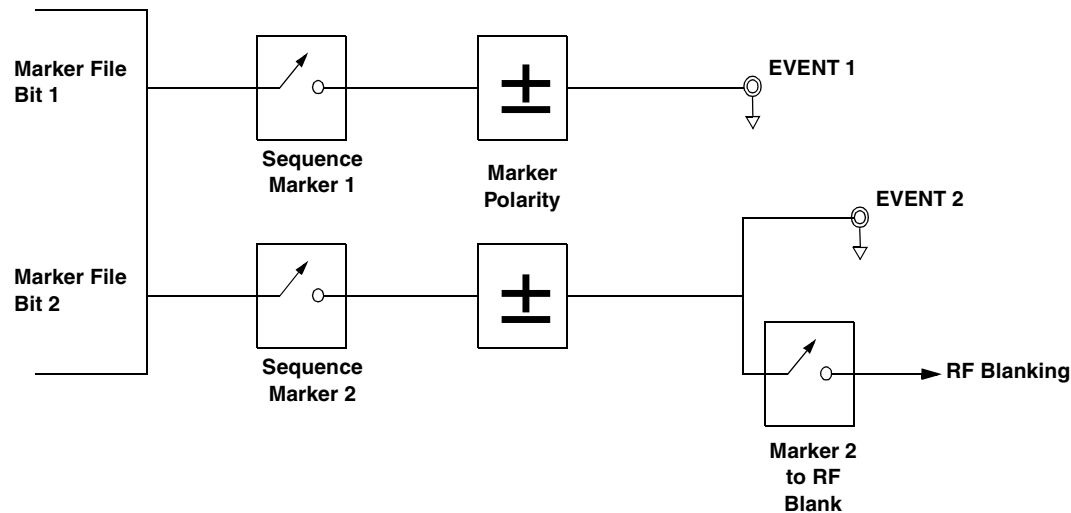 Marker File
Bit 1
Sequence
Marker 1
±
Marker
Polarity
EVENT 1
Marker File
Bit 2
Sequence
Marker 2
±
EVENT 2
Marker 2
to RF
Blank
RF Blanking